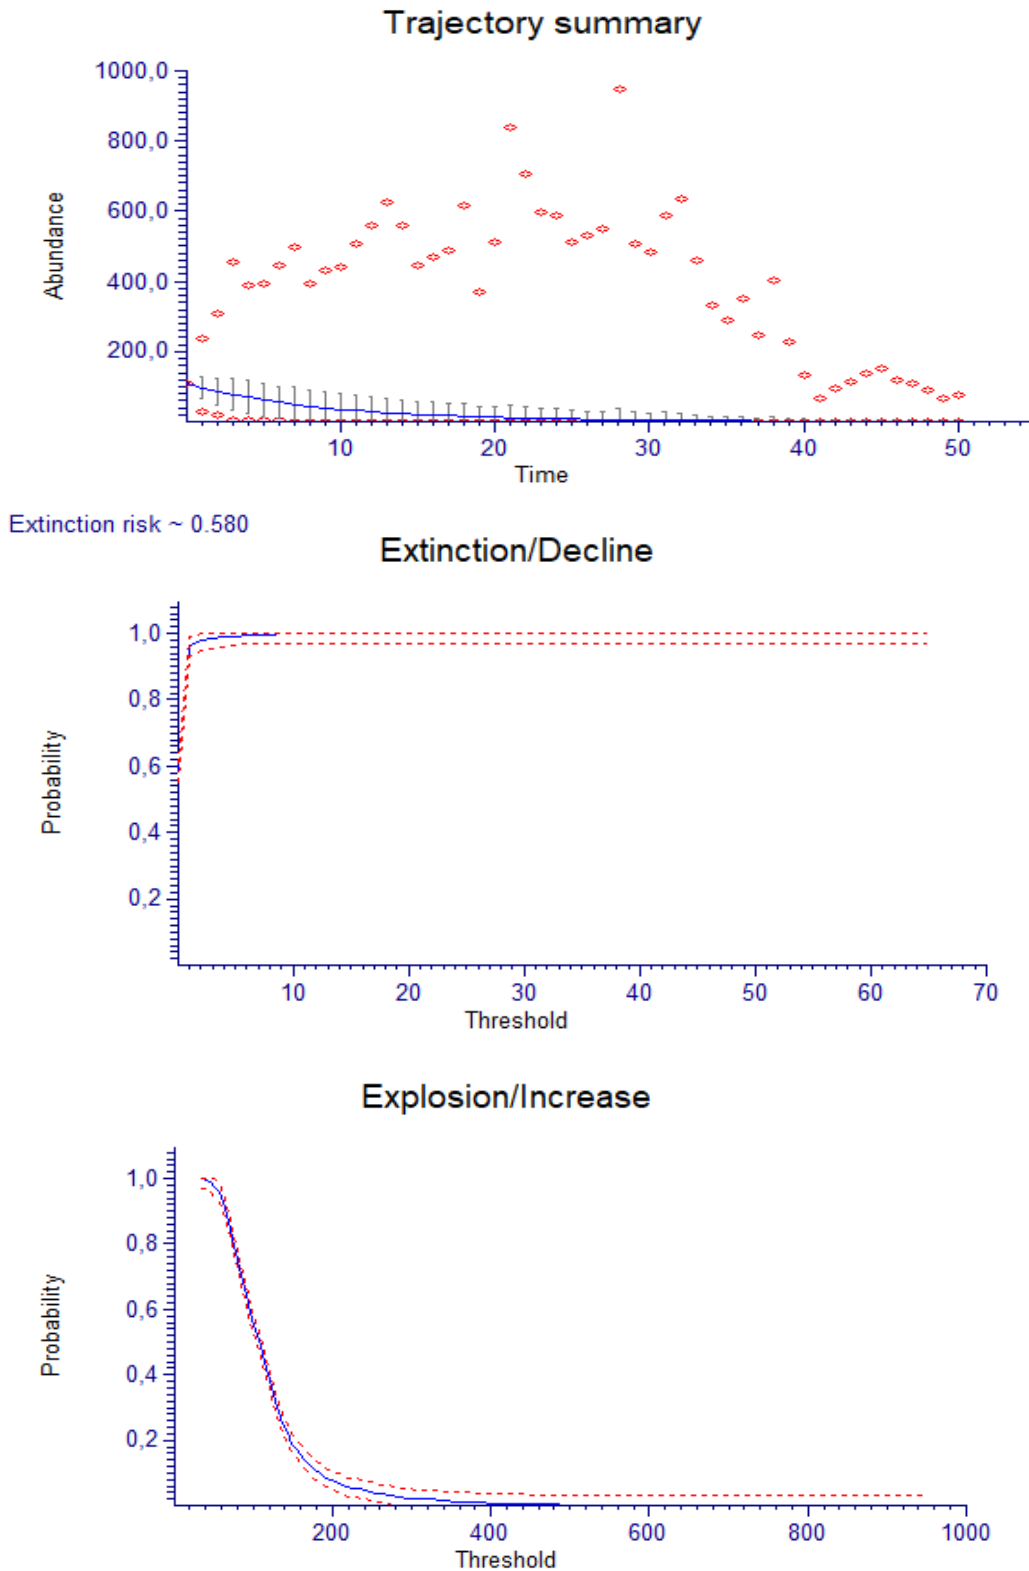 Trajectory summary
1000,0
800,0
600,0
400,0
200,0
Abundance
10 20 30 40 50
Time
Extinction risk ~ 0.580
Extinction/Decline
1,0
0,8
0,6
0,4
0,2
Probability
10 20 30 40 50 60 70
Threshold
Explosion/Increase
1,0
0,8
0,6
0,4
0,2
Probability
200 400 600 800 1000
Threshold